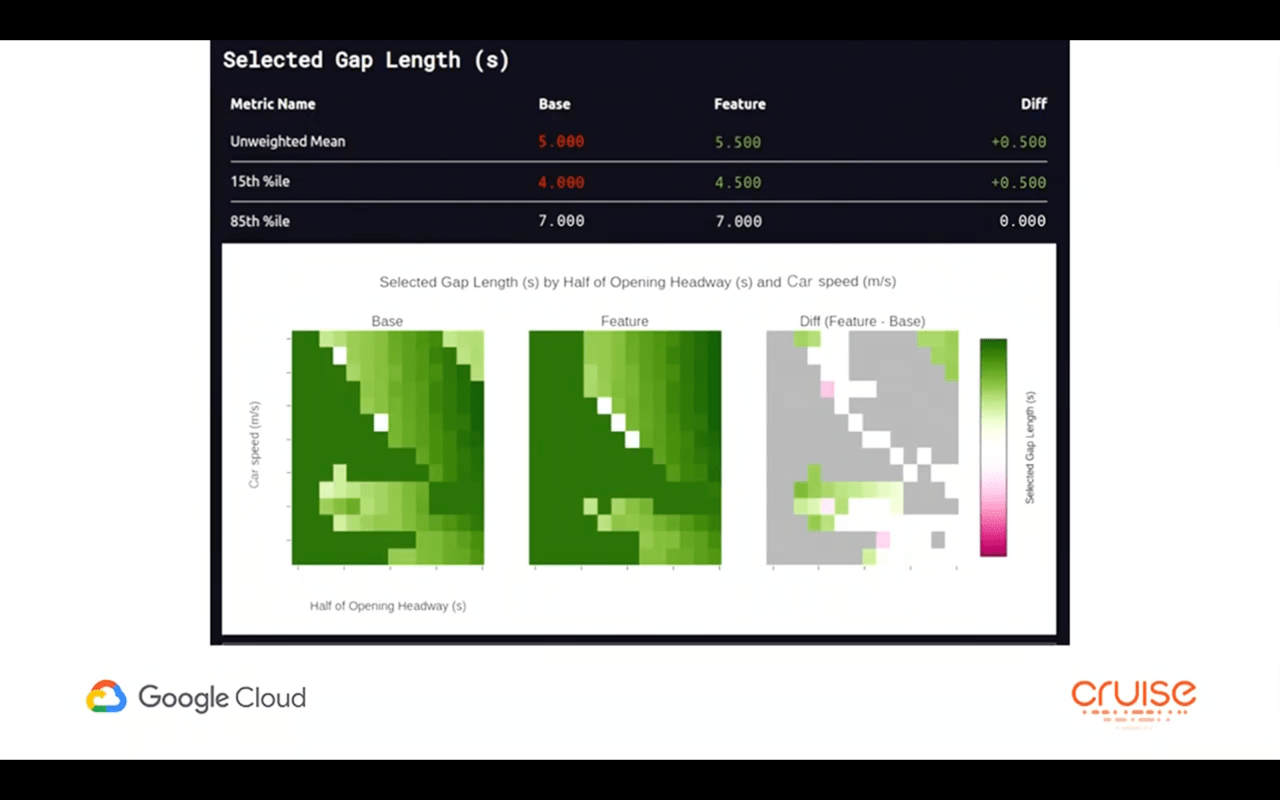 Selected Gap Length (s)
Metric Name Base Feature Diff
Unweighted Mean 5.000 5.500 +0.500
15th %ile 4.000 4.500 +0.500
85th %ile 7.000 7.000 0.000
Selected Gap Length (s) by Half of Opening Headway (s) and Car speed (m/s)
Base Feature Diff (Feature - Base)
Car speed (m/s)
Selected Gap Length (s)
Half of Opening Headway (s)
Google Cloud
cruise